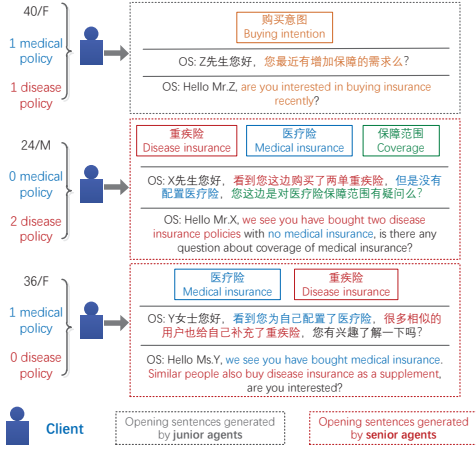 40/F
1 medical
policy
1 disease
policy
购买意图
Buying intention
OS: Z先生您好，您最近有增加保障的需求么？
OS: Hello Mr.Z, are you interested in buying insurance
recently?
24/M
0 medical
policy
2 disease
policy
重疾险
Disease insurance
医疗险
Medical insurance
保障范围
Coverage
OS: X先生您好，看到您这边购买了两单重疾险，但是没有
配置医疗险，您这边是对医疗险保障范围有疑问么？
OS: Hello Mr.X, we see you have bought two disease
insurance policies with no medical insurance, is there any
question about coverage of medical insurance?
36/F
1 medical
policy
0 disease
policy
医疗险
Medical insurance
重疾险
Disease insurance
OS: Y女士您好，看到您为自己配置了医疗险，很多相似的
用户也给自己补充了重疾险，您有兴趣了解一下吗？
OS: Hello Ms.Y, we see you have bought medical insurance.
Similar people also buy disease insurance as a supplement,
are you interested?
Client
Opening sentences generated
by junior agents
Opening sentences generated
by senior agents